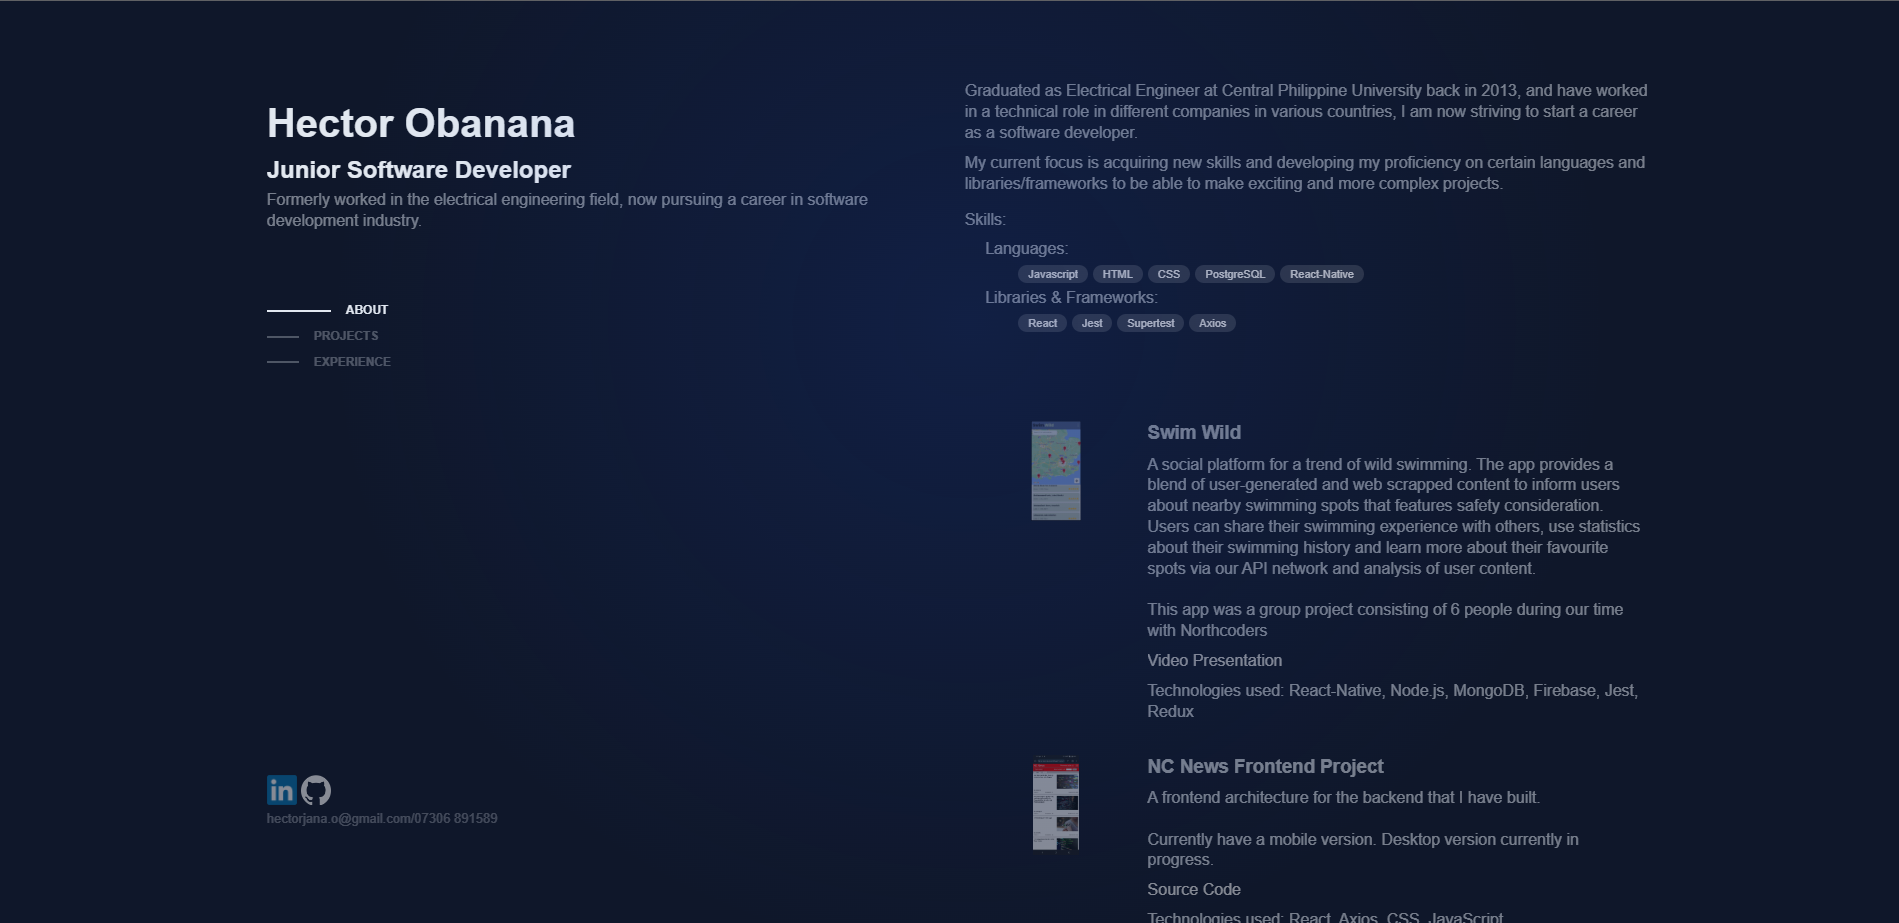 Hector Obanana
Junior Software Developer
Formerly worked in the electrical engineering field, now pursuing a career in software
development industry.
ABOUT
PROJECTS
EXPERIENCE
in
hectorjana.o@gmail.com/07306 891589
Graduated as Electrical Engineer at Central Philippine University back in 2013, and have worked
in a technical role in different companies in various countries, I am now striving to start a career
as a software developer.
My current focus is acquiring new skills and developing my proficiency on certain languages and
libraries/frameworks to be able to make exciting and more complex projects.
Skills:
Languages:
Javascript HTML CSS PostgreSQL React-Native
Libraries & Frameworks:
React Jest Supertest Axios
Swim Wild
A social platform for a trend of wild swimming. The app provides a
blend of user-generated and web scrapped content to inform users
about nearby swimming spots that features safety consideration.
Users can share their swimming experience with others, use statistics
about their swimming history and learn more about their favourite
spots via our API network and analysis of user content.
This app was a group project consisting of 6 people during our time
with Northcoders
Video Presentation
Technologies used: React-Native, Node.js, MongoDB, Firebase, Jest,
Redux
NC News Frontend Project
A frontend architecture for the backend that I have built.
Currently have a mobile version. Desktop version currently in
progress.
Source Code
Technologies used: React, Axios, CSS, JavaScript